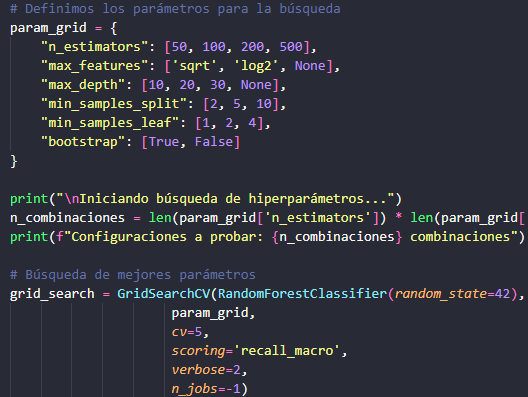 # Definimos los parámetros para la búsqueda
param_grid = {
    "n_estimators": [50, 100, 200, 500],
    "max_features": ['sqrt', 'log2', None],
    "max_depth": [10, 20, 30, None],
    "min_samples_split": [2, 5, 10],
    "min_samples_leaf": [1, 2, 4],
    "bootstrap": [True, False]
}
print("\nIniciando búsqueda de hiperparámetros...")
n_combinaciones = len(param_grid['n_estimators']) * len(param_grid[
print(f"Configuraciones a probar: {n_combinaciones} combinaciones")
# Búsqueda de mejores parámetros
grid_search = GridSearchCV(RandomForestClassifier(random_state=42),
                    param_grid,
                    cv=5,
                    scoring='recall_macro',
                    verbose=2,
                    n_jobs=-1)